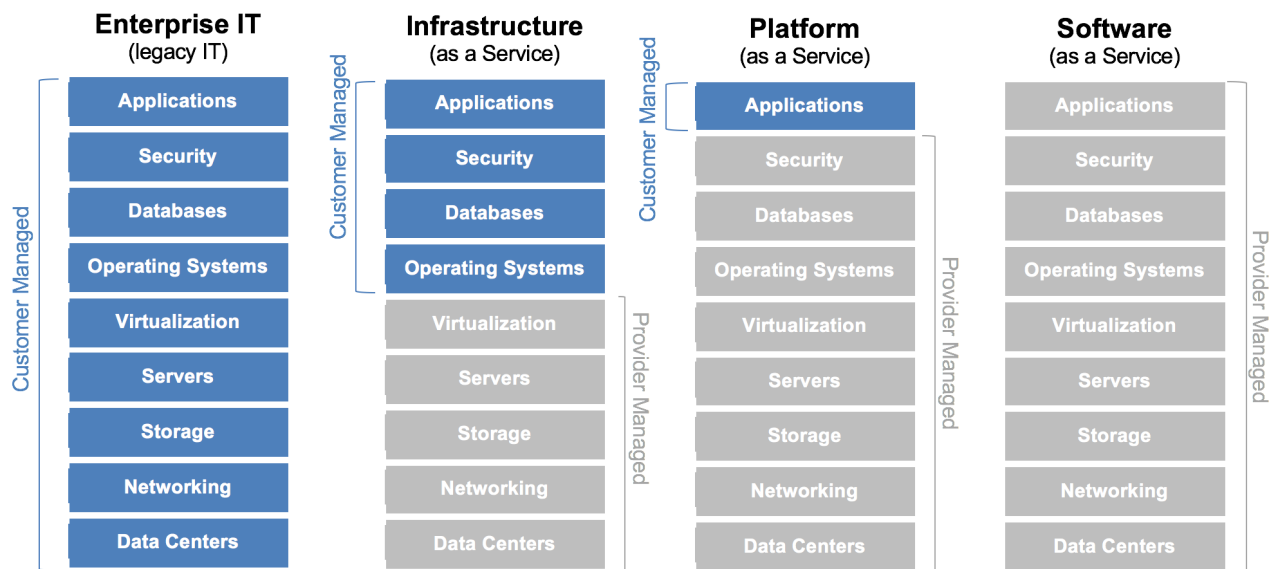 Enterprise IT
(legacy IT)
Customer Managed
Applications
Security
Databases
Operating Systems
Virtualization
Servers
Storage
Networking
Data Centers
Infrastructure
(as a Service)
Customer Managed
Applications
Security
Databases
Operating Systems
Virtualization
Servers
Storage
Networking
Data Centers
Provider Managed
Platform
(as a Service)
Customer Managed
Applications
Security
Databases
Operating Systems
Virtualization
Servers
Storage
Networking
Data Centers
Provider Managed
Software
(as a Service)
Applications
Security
Databases
Operating Systems
Virtualization
Servers
Storage
Networking
Data Centers
Provider Managed